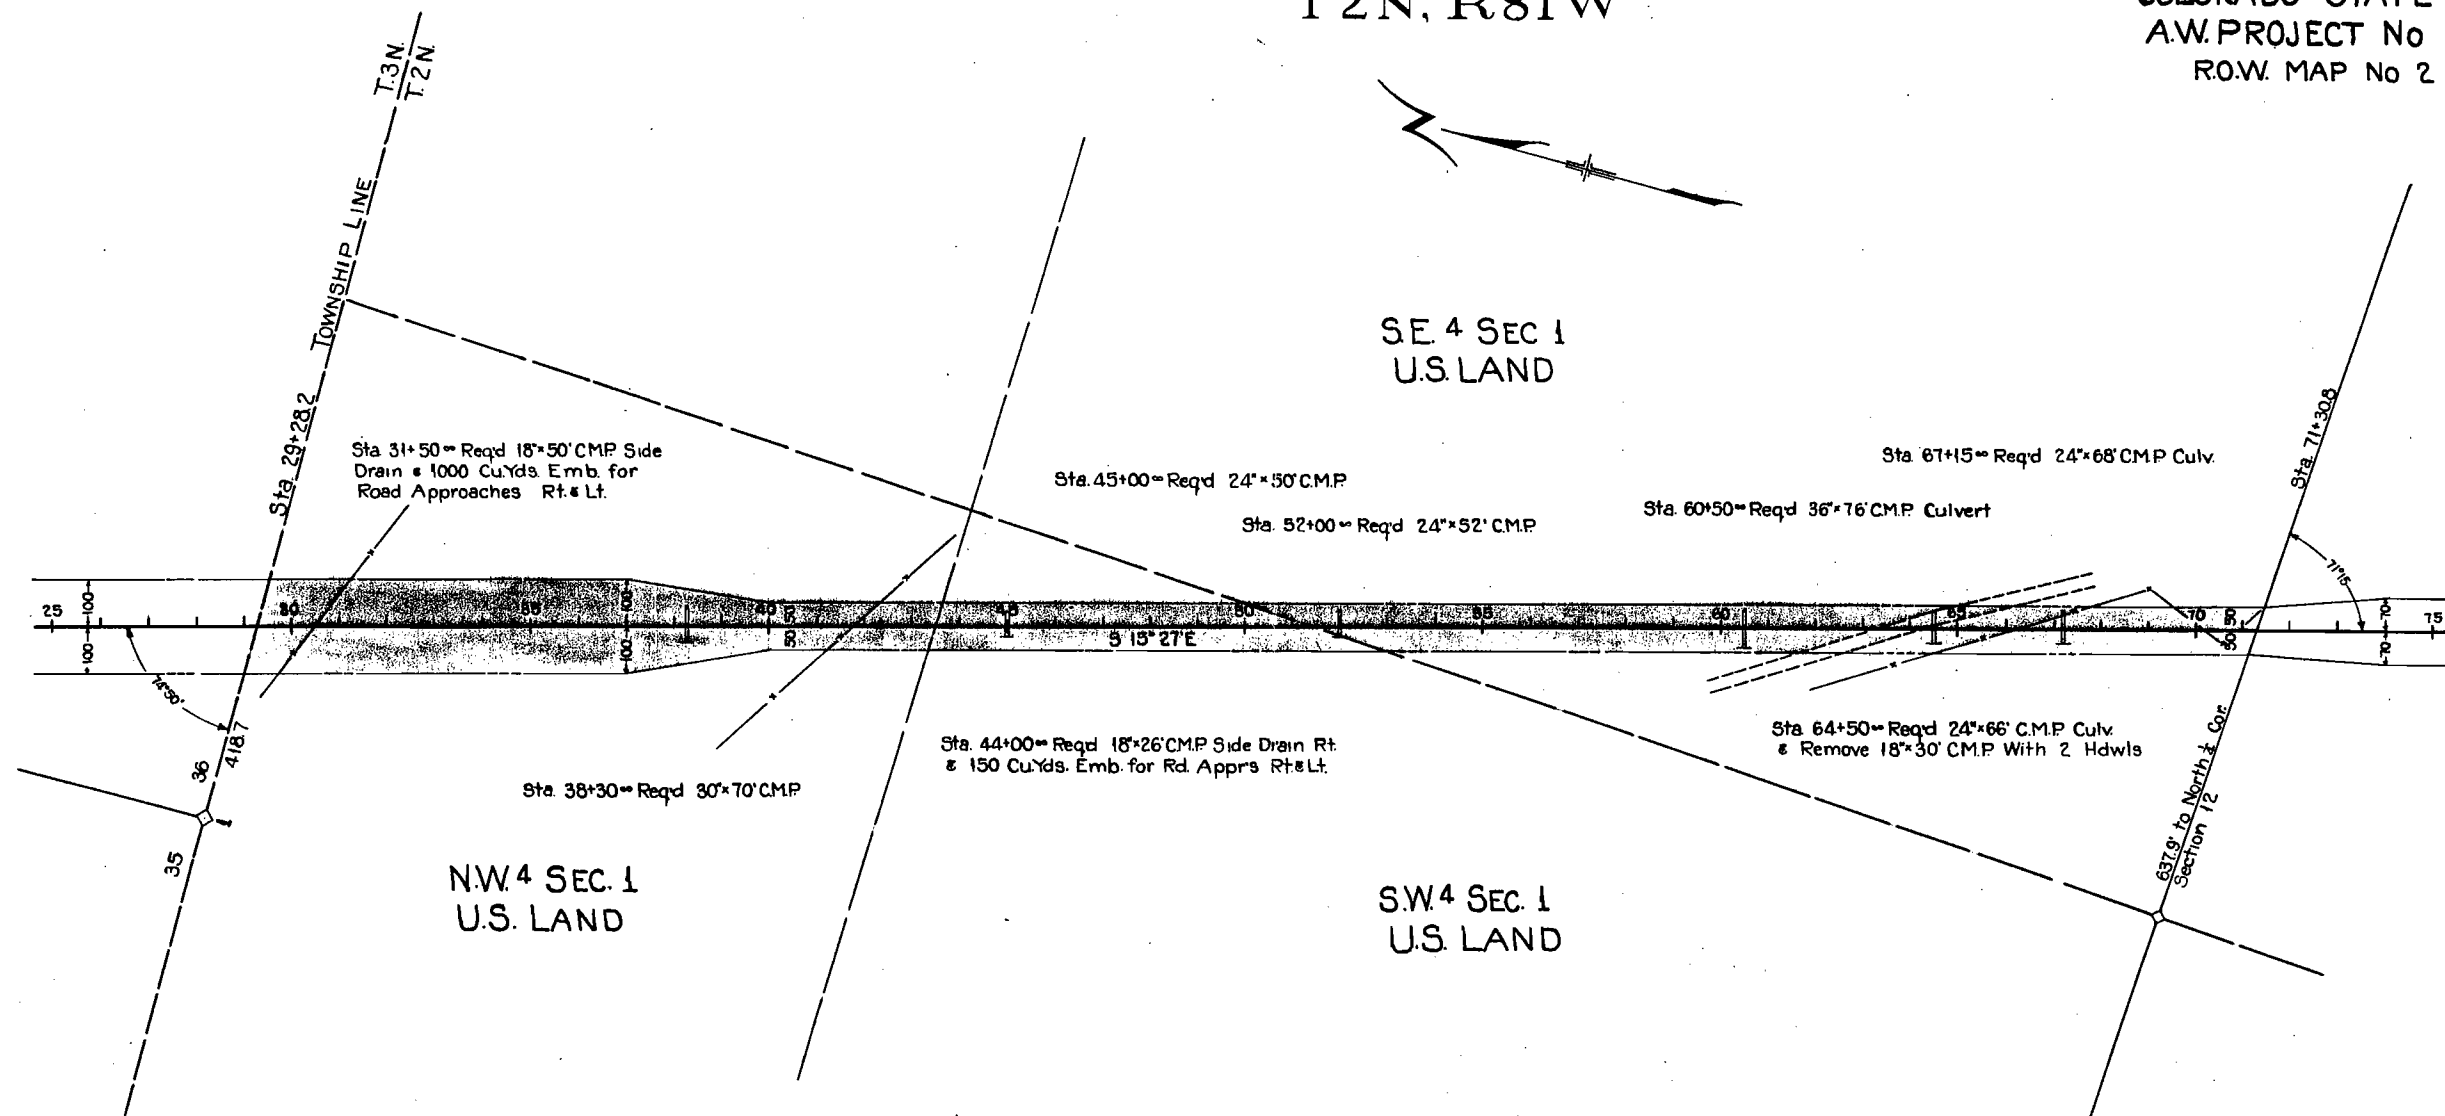 T2N, R81W
COLORADO STATE
A.W. PROJECT No
R.O.W. MAP No 2
T.3N.
T.2N.
TOWNSHIP LINE
Sta. 29+28.2
S.E. 4 SEC 1
U.S. LAND
Sta. 71+30.8
Sta 31+50 Req'd 18"x50' C.M.P. Side
Drain & 1000 Cu.Yds. Emb. for
Road Approaches Rt. & Lt.
Sta. 45+00 Req'd 24"x50' C.M.P.
Sta. 67+15 Req'd 24"x68' C.M.P. Culv.
Sta. 52+00 Req'd 24"x52' C.M.P.
Sta. 60+50 Req'd 36"x76' C.M.P. Culvert
71°15'
25 100 30 35 100 40 50 45 50 55 60 65 70 50 70 75
100 100 50 S 15° 27' E 50 70
74°50'
418.7
36
1
35
Sta. 44+00 Req'd 18"x26' C.M.P. Side Drain Rt.
& 150 Cu.Yds. Emb. for Rd. Apprs Rt. & Lt.
Sta 64+50 Req'd 24"x66' C.M.P. Culv.
& Remove 18"x30' C.M.P. With 2 Hdwls
Sta. 38+30 Req'd 30"x70' C.M.P.
637.9' to North ¼ Cor.
Section 12
N.W. 4 SEC. 1
U.S. LAND
S.W. 4 SEC. 1
U.S. LAND